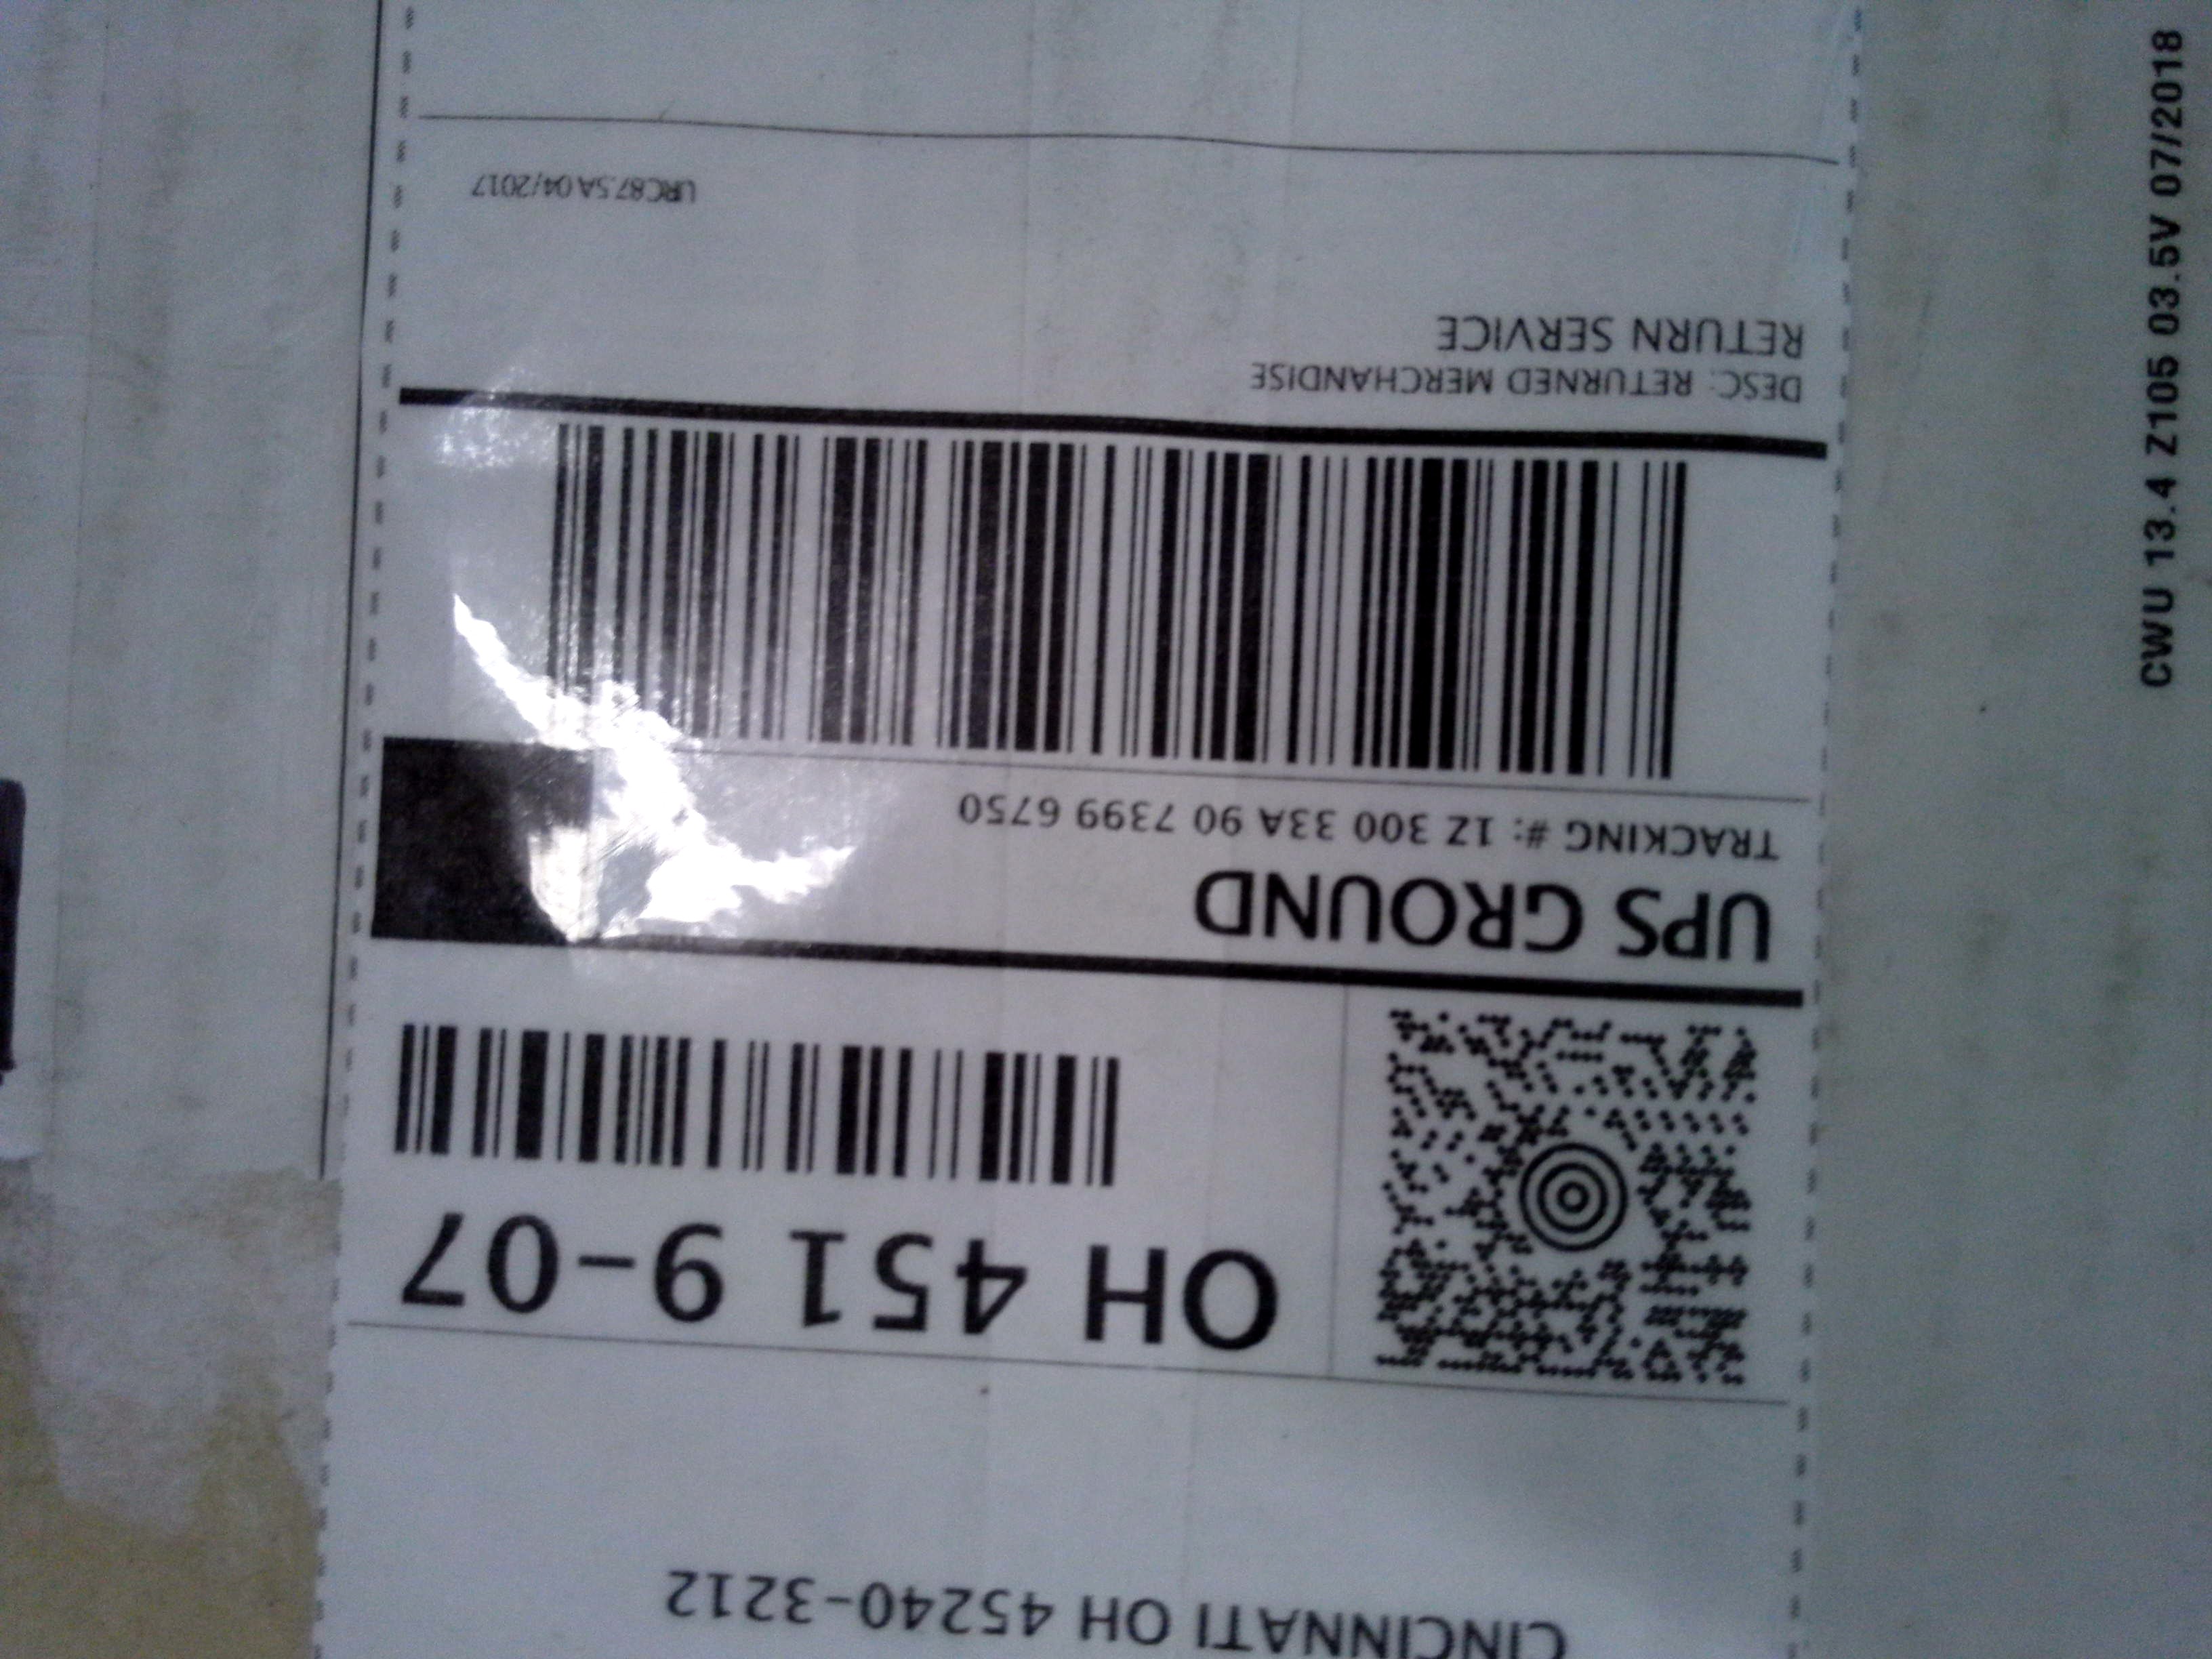 CINCINNATI OH 45240-3212
OH 451 9-07
UPS GROUND
TRACKING #: 1Z 300 33A 90 7399 6750
DESC: RETURNED MERCHANDISE
RETURN SERVICE
URC87.5A 04/2017
CWU 13.4 Z105 03.5V 07/2018